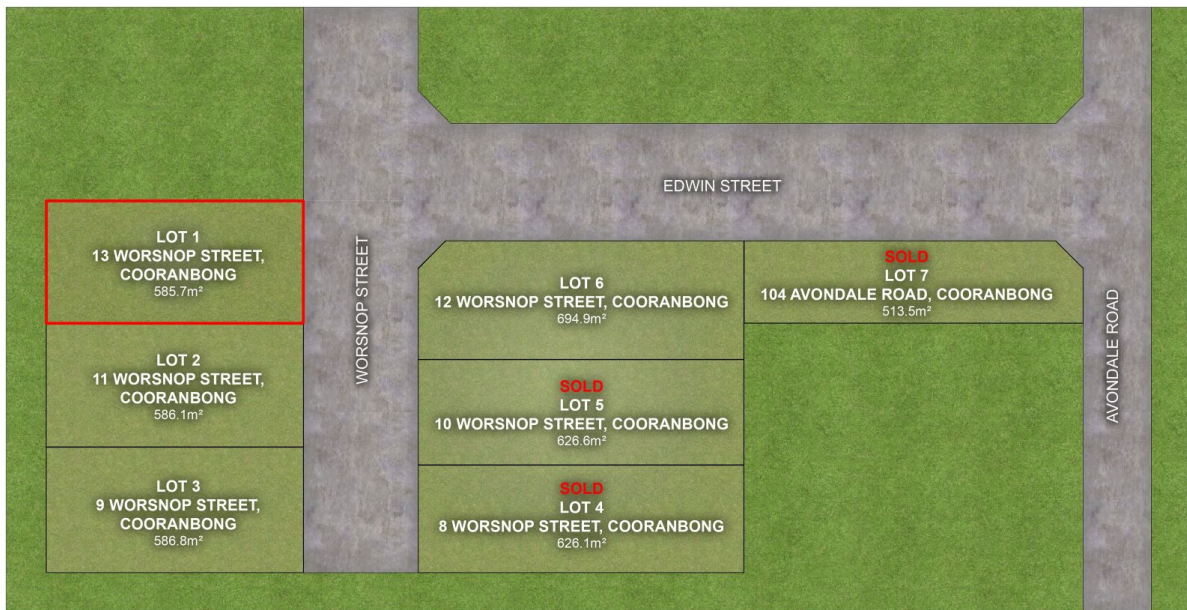 EDWIN STREET
LOT 1
13 WORSNOP STREET,
COORANBONG
585.7m²
LOT 2
11 WORSNOP STREET,
COORANBONG
586.1m²
LOT 3
9 WORSNOP STREET,
COORANBONG
586.8m²
WORSNOP STREET
LOT 6
12 WORSNOP STREET, COORANBONG
694.9m²
SOLD
LOT 5
10 WORSNOP STREET, COORANBONG
626.6m²
SOLD
LOT 4
8 WORSNOP STREET, COORANBONG
626.1m²
SOLD
LOT 7
104 AVONDALE ROAD, COORANBONG
513.5m²
AVONDALE ROAD